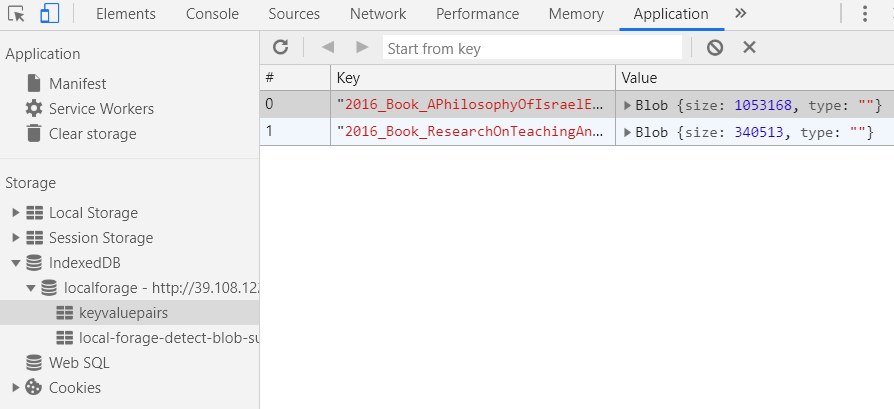 Elements Console Sources Network Performance Memory Application
Application
Manifest
Service Workers
Clear storage
Storage
Local Storage
Session Storage
IndexedDB
localforage - http://39.108.12
keyvaluepairs
local-forage-detect-blob-su
Web SQL
Cookies
Start from key
# Key Value
0 "2016_Book_APhilosophyOfIsraelE… Blob {size: 1053168, type: ""}
1 "2016_Book_ResearchOnTeachingAn… Blob {size: 340513, type: ""}